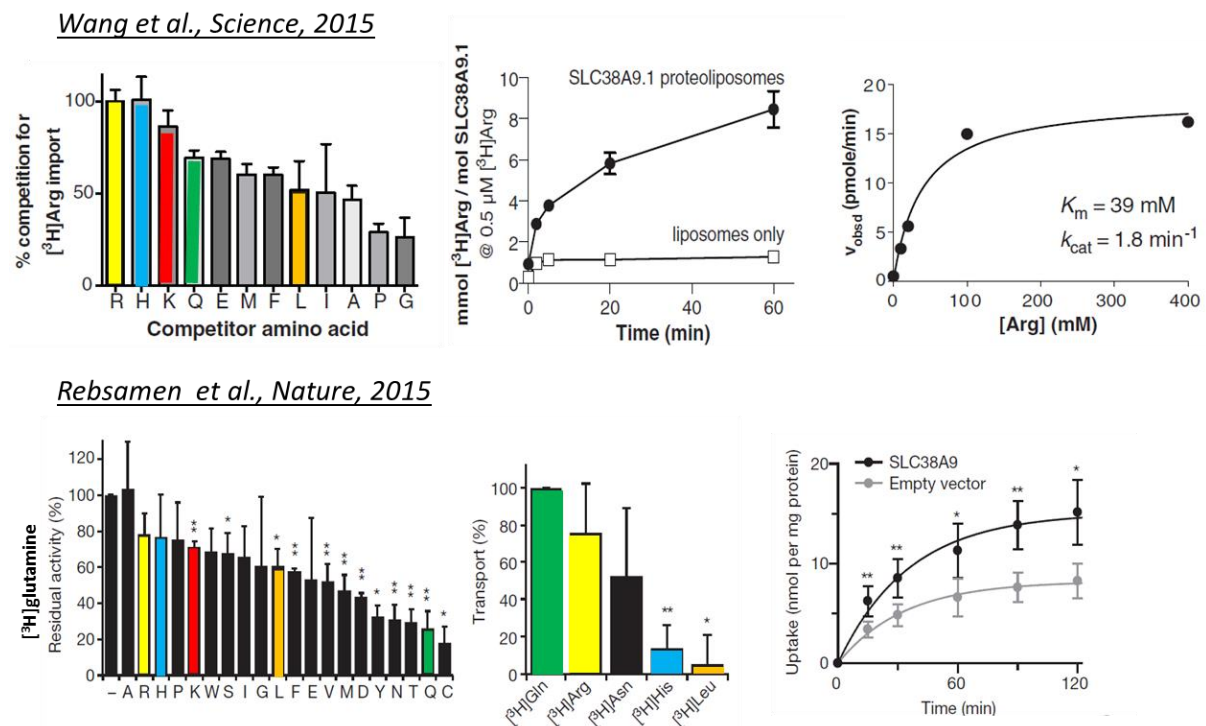 Wang et al., Science, 2015
% competition for
[³H]Arg import
100
50
0
R H K Q E M F L I A P G
Competitor amino acid
mmol [³H]Arg / mol SLC38A9.1
@ 0.5 µM [³H]Arg
10
8
6
4
2
0
SLC38A9.1 proteoliposomes
liposomes only
0 20 40 60
Time (min)
v_obsd (pmole/min)
20
15
10
5
0
K_m = 39 mM
k_cat = 1.8 min⁻¹
0 100 200 300 400
[Arg] (mM)
Rebsamen et al., Nature, 2015
[³H]glutamine
Residual activity (%)
120
100
80
60
40
20
0
** * * ** ** ** ** * ** ** ** *
– A R H P K W S I G L F E V M D Y N T Q C
Transport (%)
100
80
60
40
20
0
** *
[³H]Gln [³H]Arg [³H]Asn [³H]His [³H]Leu
Uptake (nmol per mg protein)
20
10
0
SLC38A9
Empty vector
** ** * ** *
0 60 120
Time (min)